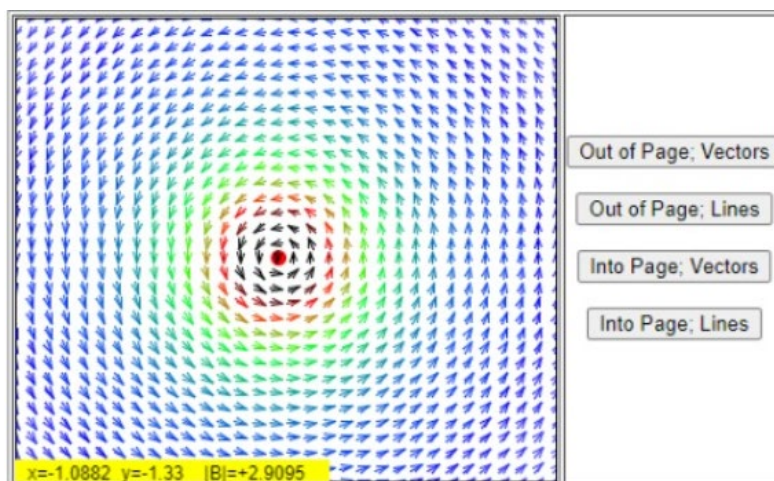 Out of Page; Vectors
Out of Page; Lines
Into Page; Vectors
Into Page; Lines
x=-1.0882 y=-1.33 |B|=+2.9095